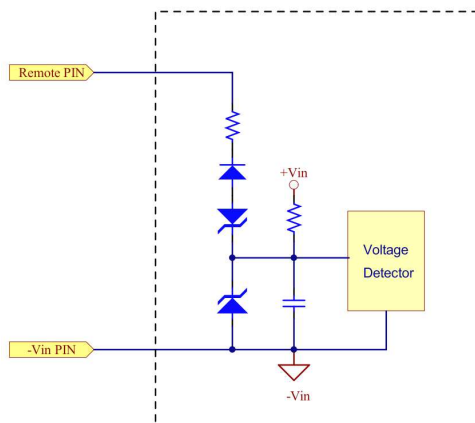 Remote PIN
+Vin
Voltage
Detector
-Vin PIN
-Vin